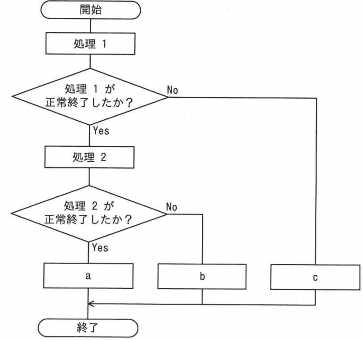 開始
処理 1
処理 1 が
正常終了したか？
No
Yes
処理 2
処理 2 が
正常終了したか？
No
Yes
a
b
c
終了